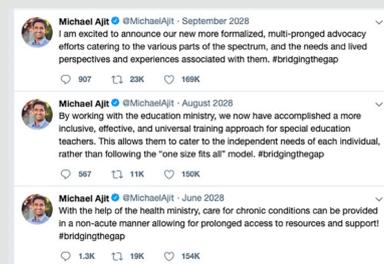 Michael Ajit @MichaelAjit · September 2028
I am excited to announce our new more formalized, multi-pronged advocacy
efforts catering to the various parts of the spectrum, and the needs and lived
perspectives and experiences associated with them. #bridgingthegap
907 23K 169K
Michael Ajit @MichaelAjit · August 2028
By working with the education ministry, we now have accomplished a more
inclusive, effective, and universal training approach for special education
teachers. This allows them to cater to the independent needs of each individual,
rather than following the “one size fits all” model. #bridgingthegap
567 11K 150K
Michael Ajit @MichaelAjit · June 2028
With the help of the health ministry, care for chronic conditions can be provided
in a non-acute manner allowing for prolonged access to resources and support!
#bridgingthegap
1.3K 19K 154K